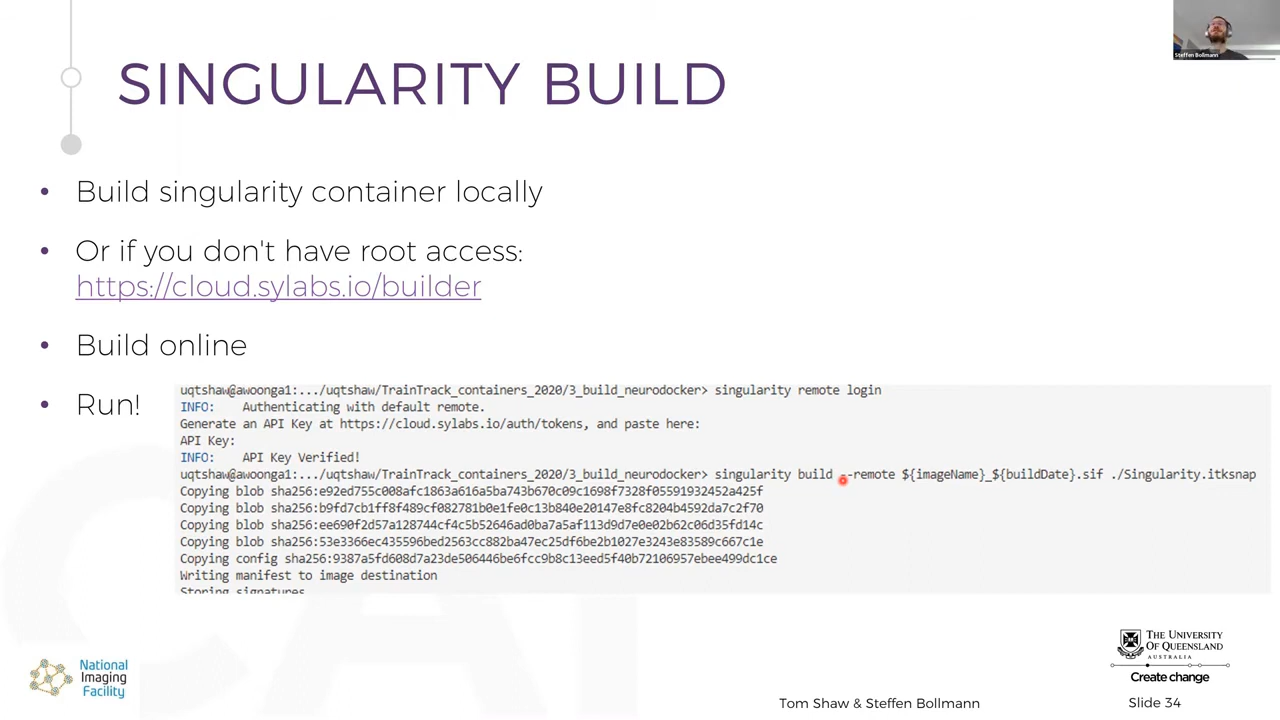 Steffen Bollmann
SINGULARITY BUILD
• Build singularity container locally
• Or if you don't have root access:
https://cloud.sylabs.io/builder
• Build online
• Run!
uqtshaw@awoonga1:.../uqtshaw/TrainTrack_containers_2020/3_build_neurodocker> singularity remote login
INFO:    Authenticating with default remote.
Generate an API Key at https://cloud.sylabs.io/auth/tokens, and paste here:
API Key:
INFO:    API Key Verified!
uqtshaw@awoonga1:.../uqtshaw/TrainTrack_containers_2020/3_build_neurodocker> singularity build --remote ${imageName}_${buildDate}.sif ./Singularity.itksnap
Copying blob sha256:e92ed755c008afc1863a616a5ba743b670c09c1698f7328f05591932452a425f
Copying blob sha256:b9fd7cb1ff8f489cf082781b0e1fe0c13b840e20147e8fc8204b4592da7c2f70
Copying blob sha256:ee690f2d57a128744cf4c5b52646ad0ba7a5af113d9d7e0e02b62c06d35fd14c
Copying blob sha256:53e3366ec435596bed2563cc882ba47ec25df6be2b1027e3243e83589c667c1e
Copying config sha256:9387a5fd608d7a23de506446be6fcc9b8c13eed5f40b72106957ebee499dc1ce
Writing manifest to image destination
Storing signatures
CAI
National
Imaging
Facility
THE UNIVERSITY
OF QUEENSLAND
AUSTRALIA
Create change
Tom Shaw & Steffen Bollmann
Slide 34